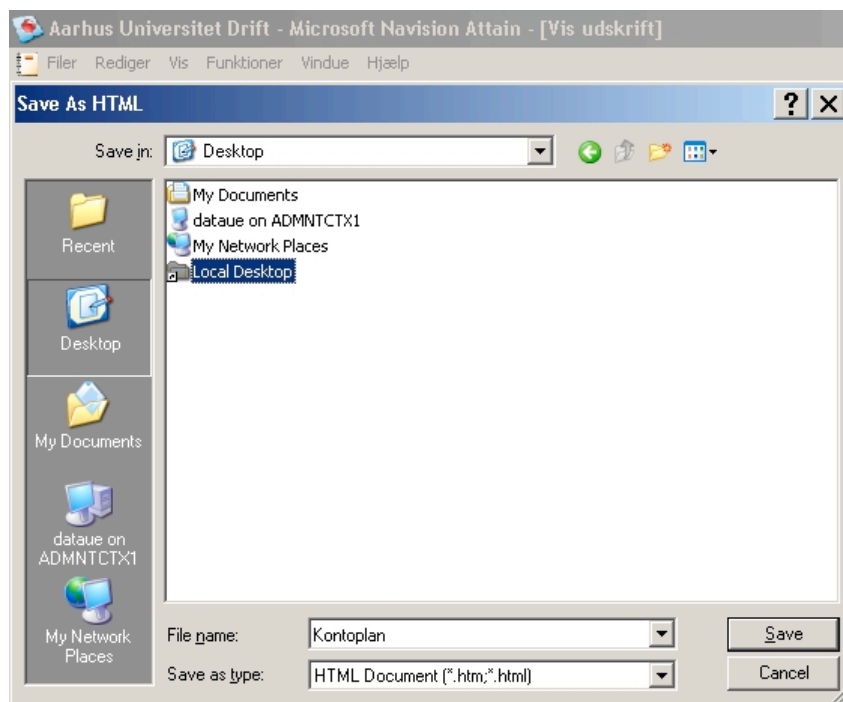 Aarhus Universitet Drift - Microsoft Navision Attain - [Vis udskrift]
Filer Rediger Vis Funktioner Vindue Hjælp
Save As HTML
Save in: Desktop
My Documents
dataue on ADMNTCTX1
My Network Places
Local Desktop
Recent
Desktop
My Documents
dataue on
ADMNTCTX1
My Network
Places
File name: Kontoplan Save
Save as type: HTML Document (*.htm;*.html) Cancel